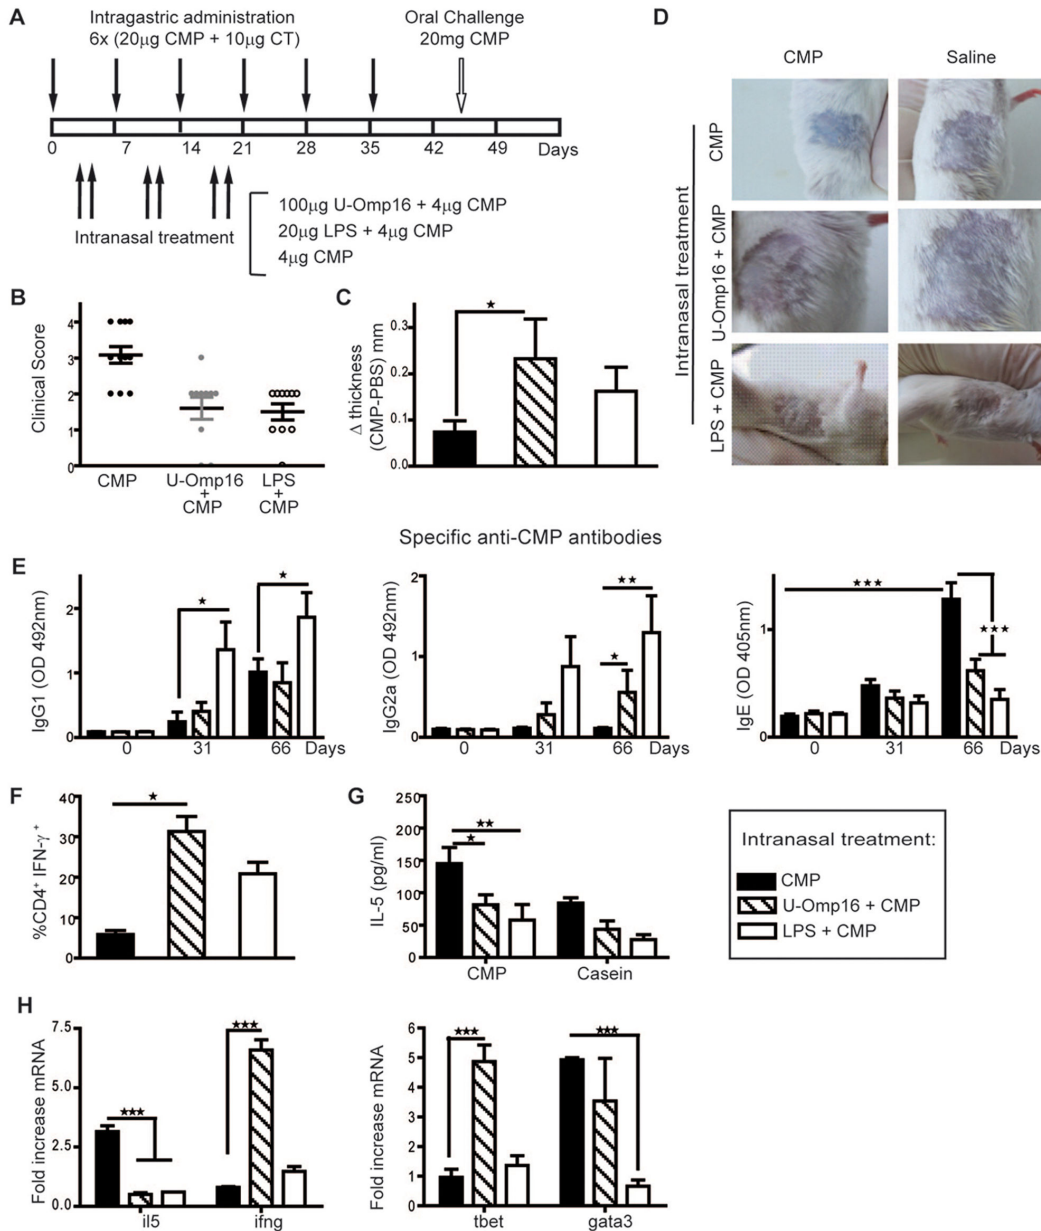 A
Intragastric administration
6x (20µg CMP + 10µg CT)
Oral Challenge
20mg CMP
0 7 14 21 28 35 42 49 Days
Intranasal treatment
100µg U-Omp16 + 4µg CMP
20µg LPS + 4µg CMP
4µg CMP
D
CMP Saline
Intranasal treatment
CMP
U-Omp16 + CMP
LPS + CMP
B
Clinical Score
4
3
2
1
0
CMP
U-Omp16
+
CMP
LPS
+
CMP
C
Δ thickness
(CMP-PBS) mm
0.3
0.2
0.1
0.0
★
Specific anti-CMP antibodies
E
IgG1 (OD 492nm)
2
1
0
★
★
0 31 66 Days
IgG2a (OD 492nm)
2
1
0
★★
★
0 31 66 Days
IgE (OD 405nm)
1
0
★★★
★★★
0 31 66 Days
F
%CD4⁺ IFN-γ⁺
40
30
20
10
0
★
G
IL-5 (pg/ml)
250
200
150
100
50
0
★★
★
CMP Casein
Intranasal treatment:
CMP
U-Omp16 + CMP
LPS + CMP
H
Fold increase mRNA
7.5
5.0
2.5
0.0
★★★
★★★
il5 ifng
Fold increase mRNA
6
5
4
3
2
1
0
★★★
★★★
tbet gata3